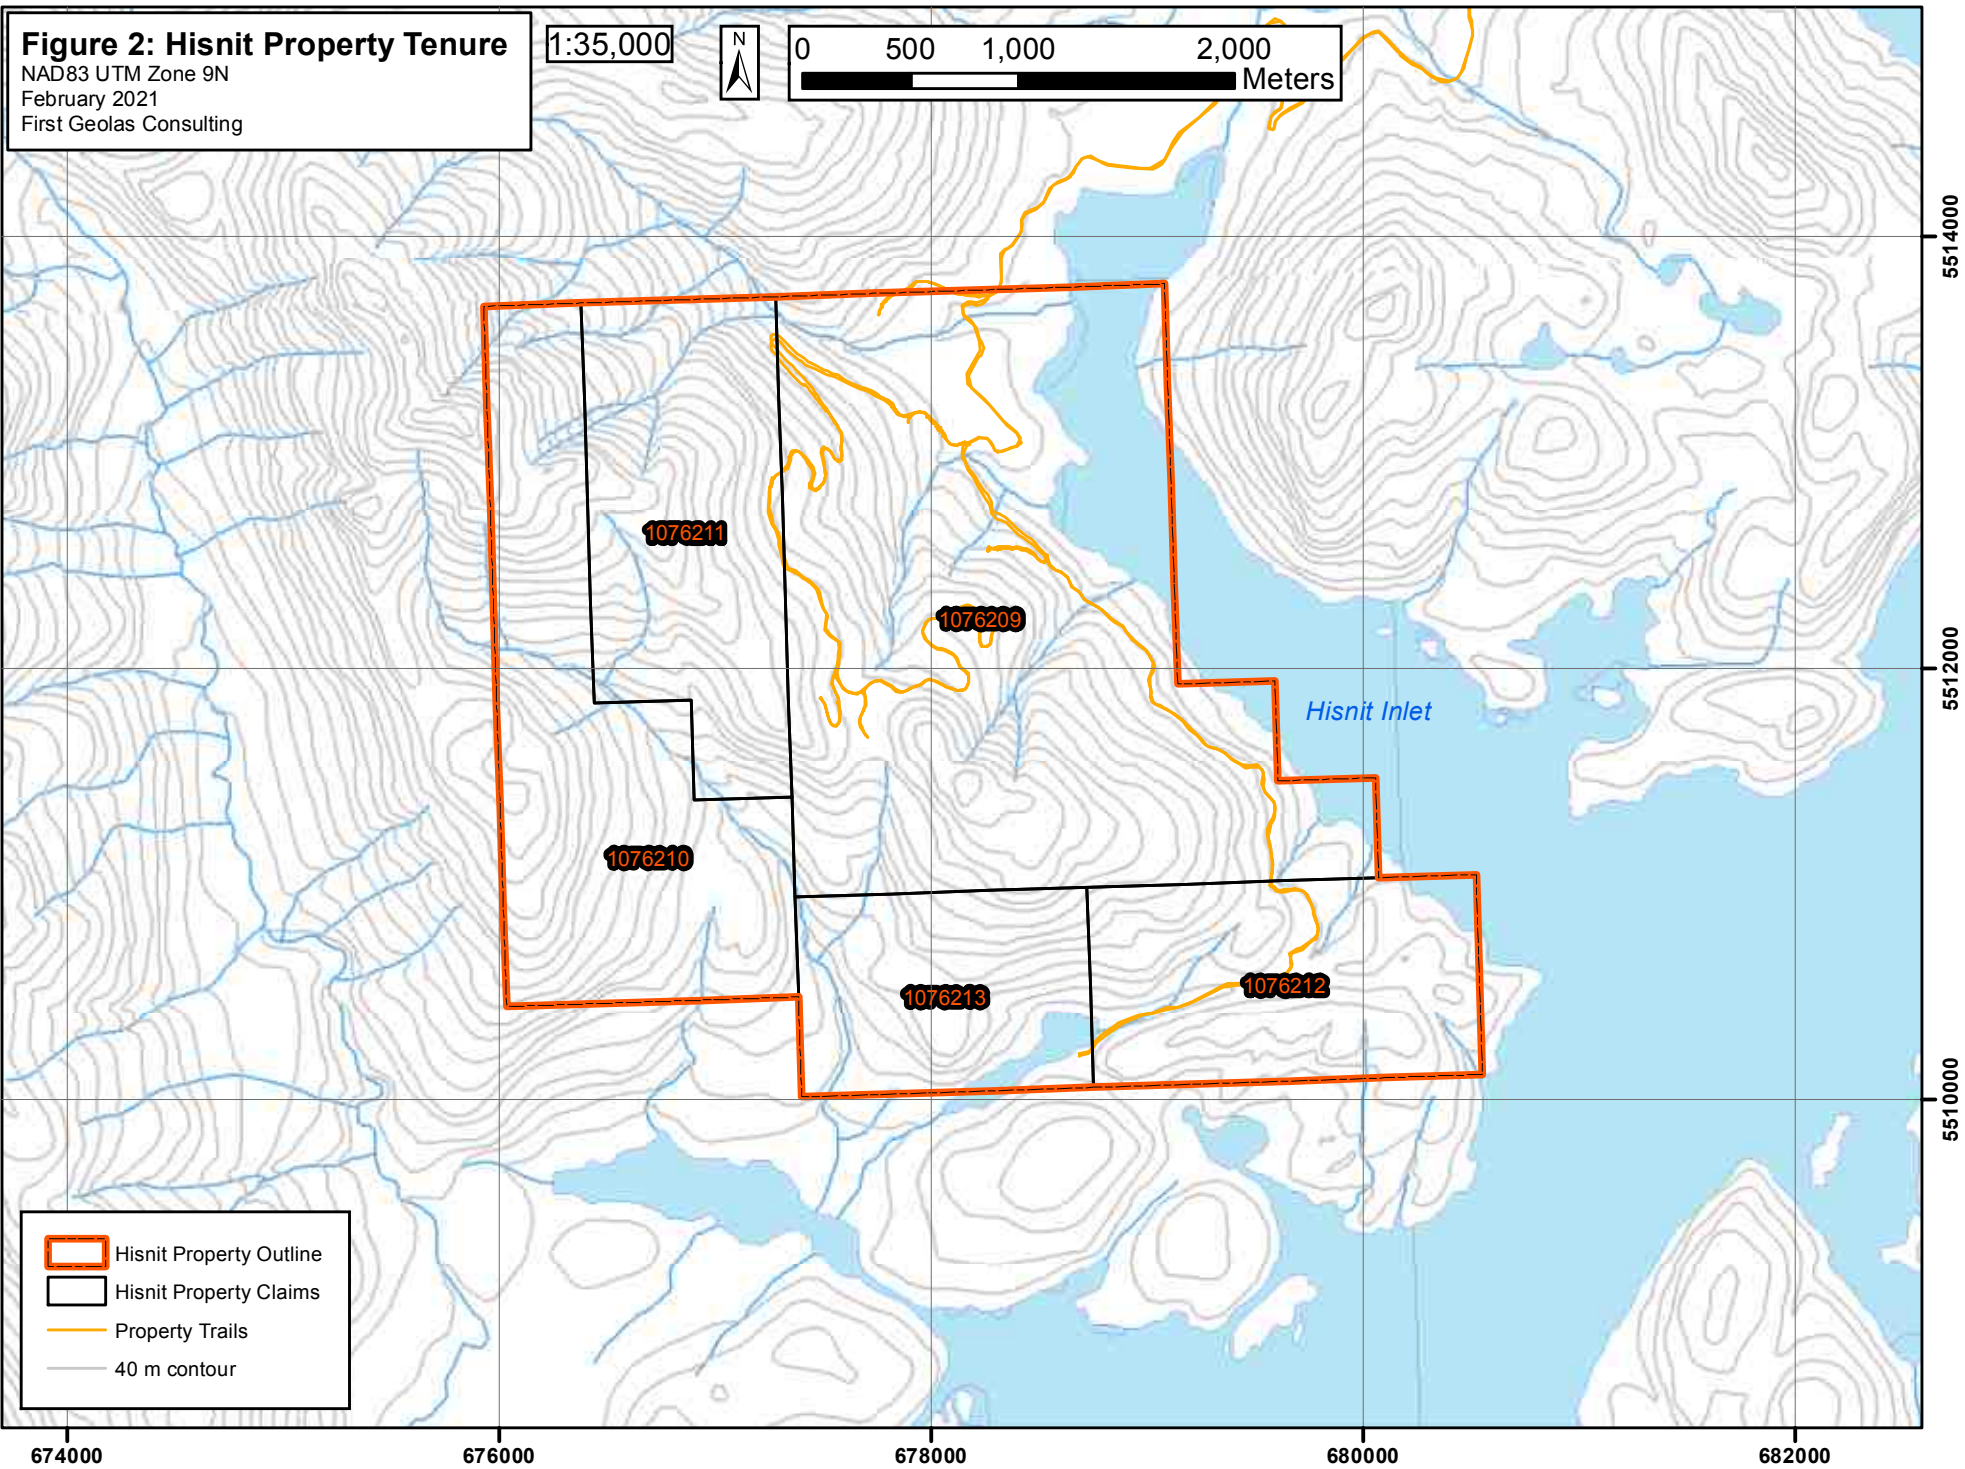 Figure 2: Hisnit Property Tenure
NAD83 UTM Zone 9N
February 2021
First Geolas Consulting
1:35,000
N
0 500 1,000 2,000
Meters
5514000
1076211
1076209
5512000
Hisnit Inlet
1076210
1076213
1076212
5510000
Hisnit Property Outline
Hisnit Property Claims
Property Trails
40 m contour
674000 676000 678000 680000 682000